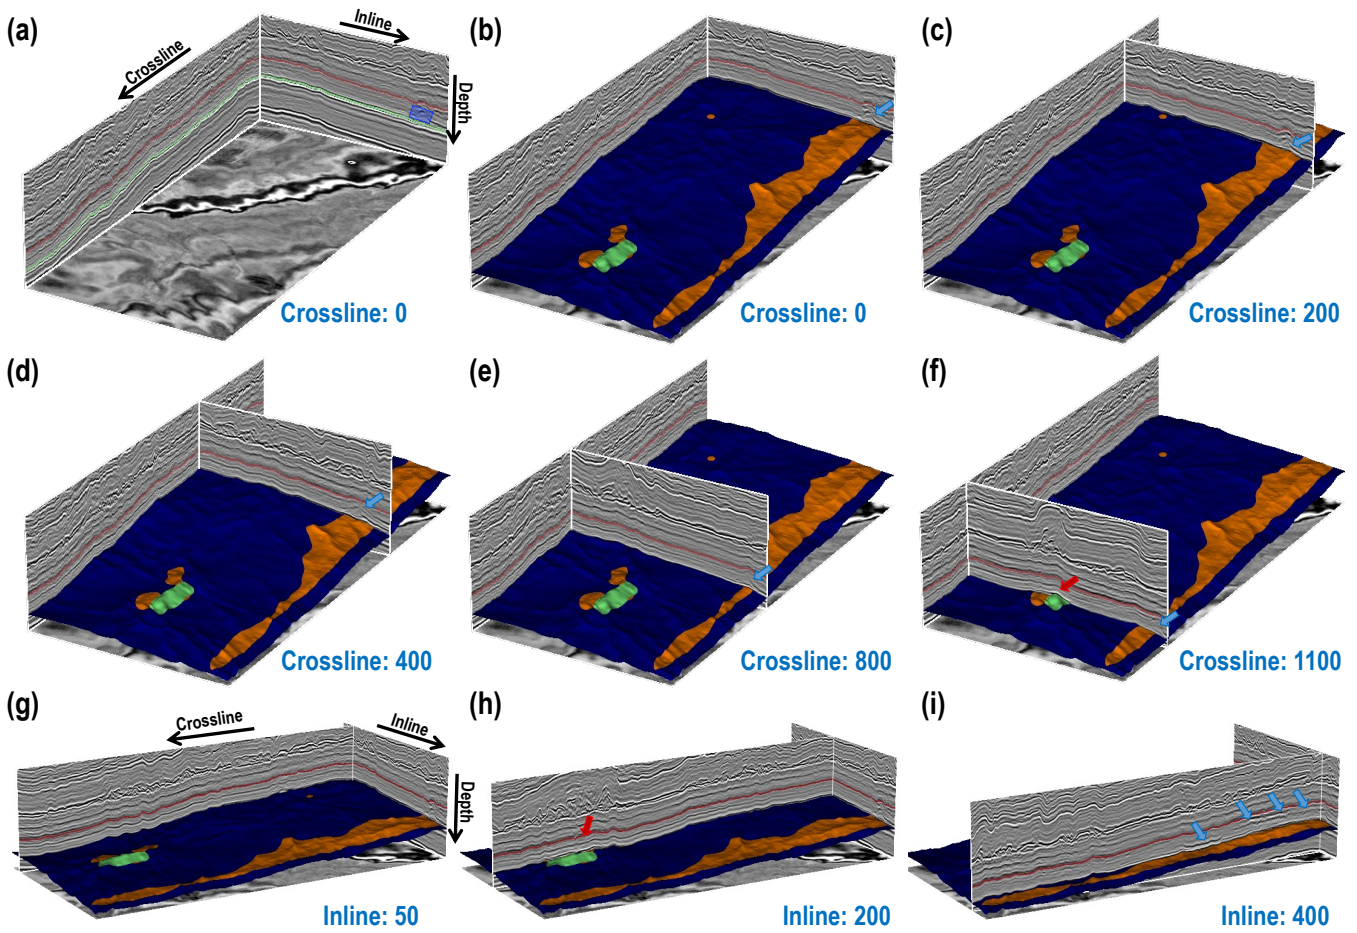 (a)
Inline
Crossline
Depth
Crossline: 0
(b)
Crossline: 0
(c)
Crossline: 200
(d)
Crossline: 400
(e)
Crossline: 800
(f)
Crossline: 1100
(g)
Crossline
Inline
Depth
Inline: 50
(h)
Inline: 200
(i)
Inline: 400